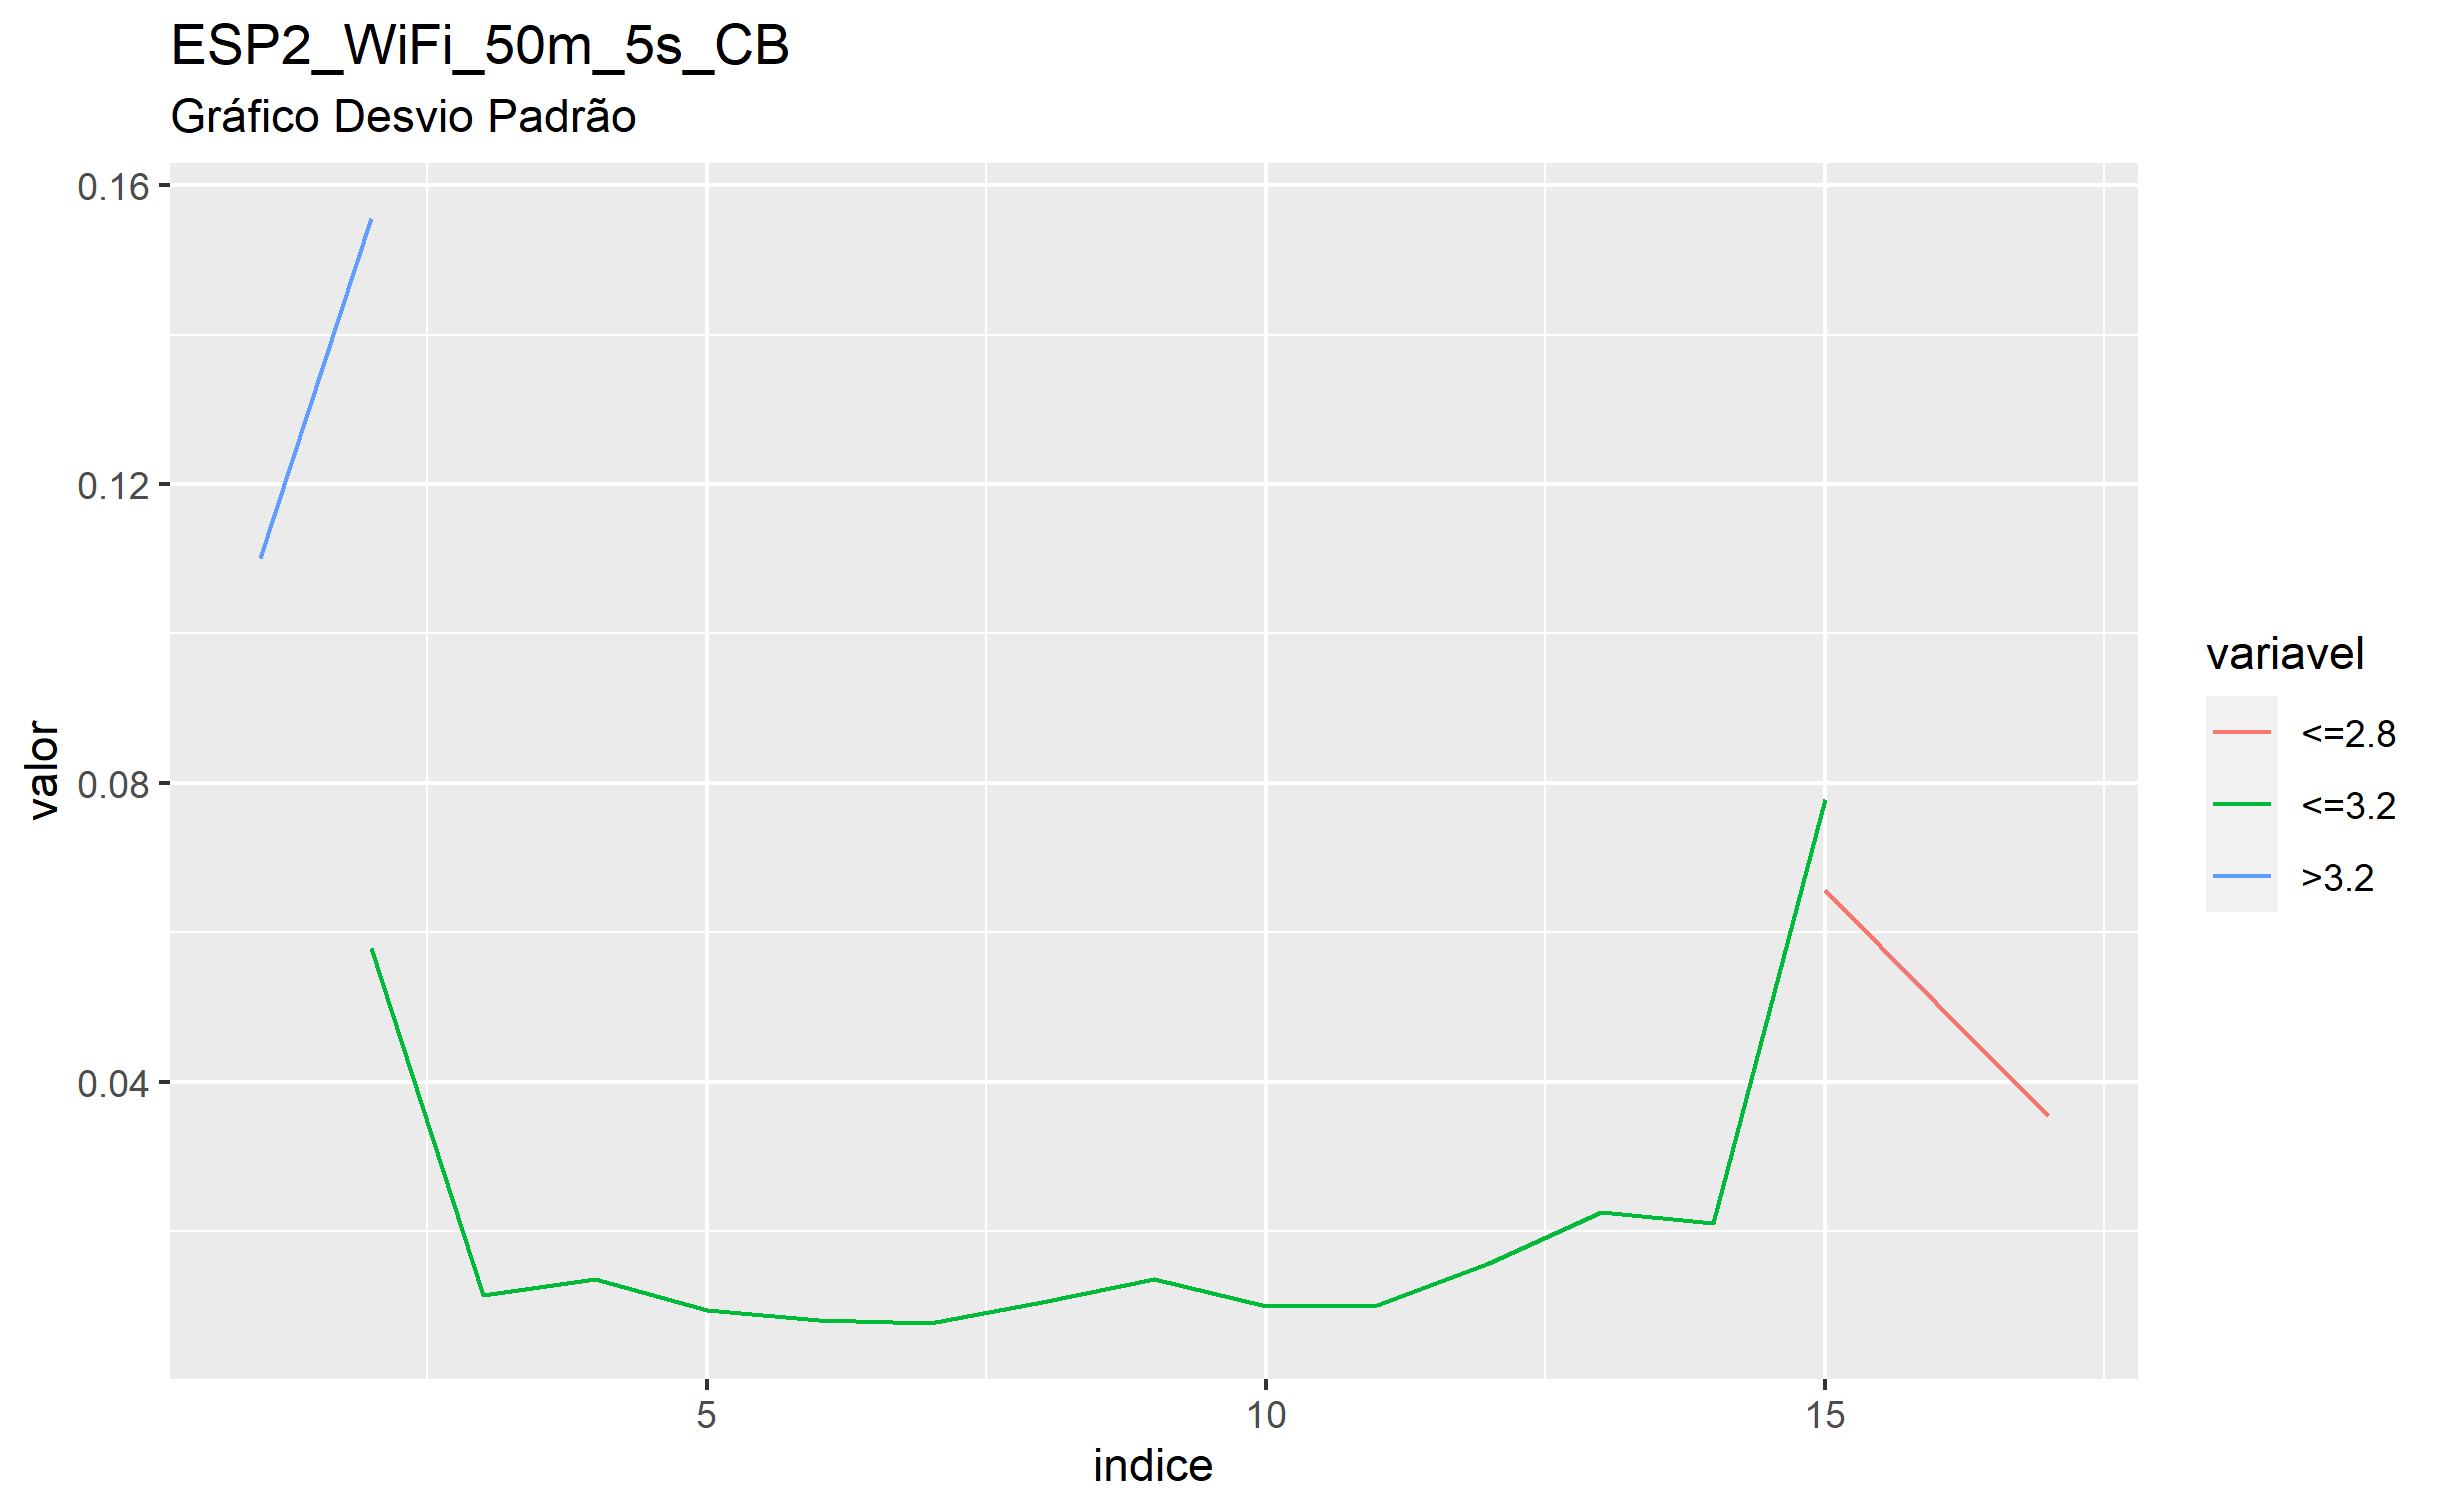 ESP2_WiFi_50m_5s_CB
Gráfico Desvio Padrão
0.16
0.12
0.08
0.04
valor
5
10
15
indice
variavel
<=2.8
<=3.2
>3.2